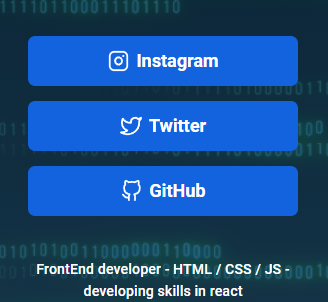 Instagram
Twitter
GitHub
FrontEnd developer - HTML / CSS / JS -
developing skills in react